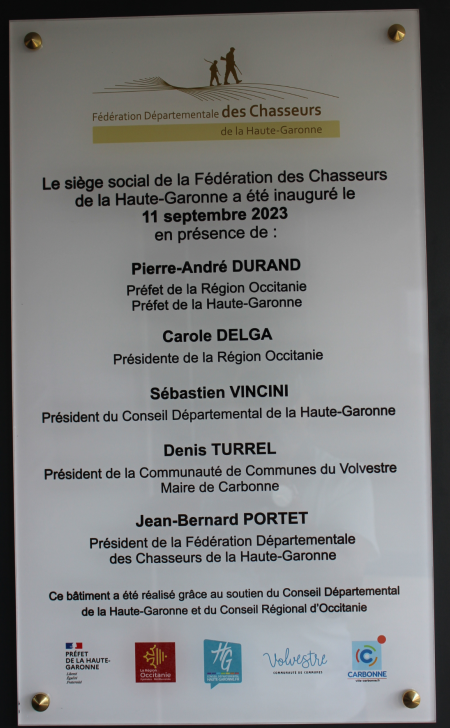 Fédération Départementale des Chasseurs
de la Haute-Garonne
Le siège social de la Fédération des Chasseurs
de la Haute-Garonne a été inauguré le
11 septembre 2023
en présence de :
Pierre-André DURAND
Préfet de la Région Occitanie
Préfet de la Haute-Garonne
Carole DELGA
Présidente de la Région Occitanie
Sébastien VINCINI
Président du Conseil Départemental de la Haute-Garonne
Denis TURREL
Président de la Communauté de Communes du Volvestre
Maire de Carbonne
Jean-Bernard PORTET
Président de la Fédération Départementale
des Chasseurs de la Haute-Garonne
Ce bâtiment a été réalisé grâce au soutien du Conseil Départemental
de la Haute-Garonne et du Conseil Régional d'Occitanie
PRÉFET
DE LA HAUTE-
GARONNE
Liberté
Égalité
Fraternité
La Région
Occitanie
HG
Volvestre
COMMUNAUTÉ DE COMMUNES
CARBONNE